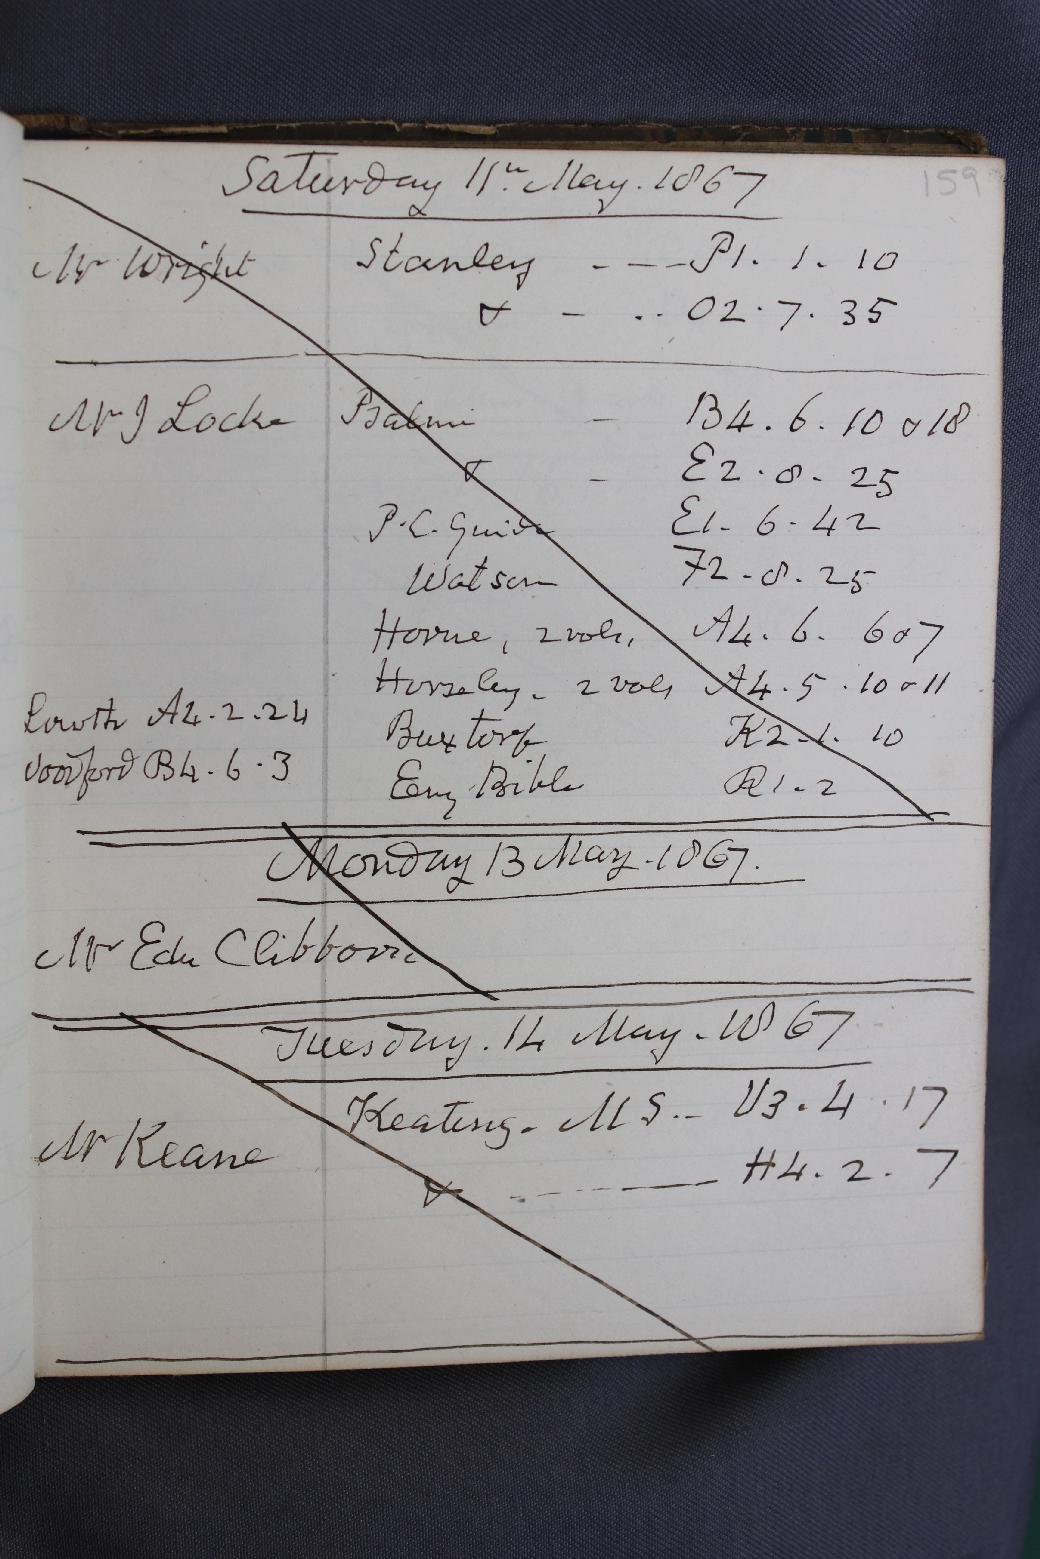 159
Saturday 11th May. 1867
Mr Wright Stanley - - - P1. 1. 10
& - .. O2. 7. 35
Mr J Locke Psalms - B4. 6. 10 & 18
& - E2. 8. 25
P. C. Guide E1. 6. 42
Watson F2. 8. 25
Horne, 2 vols, A4. 6. 6 & 7
Horseley. 2 vols A4. 5. 10 & 11
Lowth A4. 2. 24 Buxtorf K2. 1. 10
Woodford B4. 6. 3 Eng Bible R1. 2
Monday 13 May. 1867.
Mr Edw Clibborn
Tuesday. 14 May. 1867
Mr Keane Keating. MS. - V3. 4. 17
& - - - - H4. 2. 7